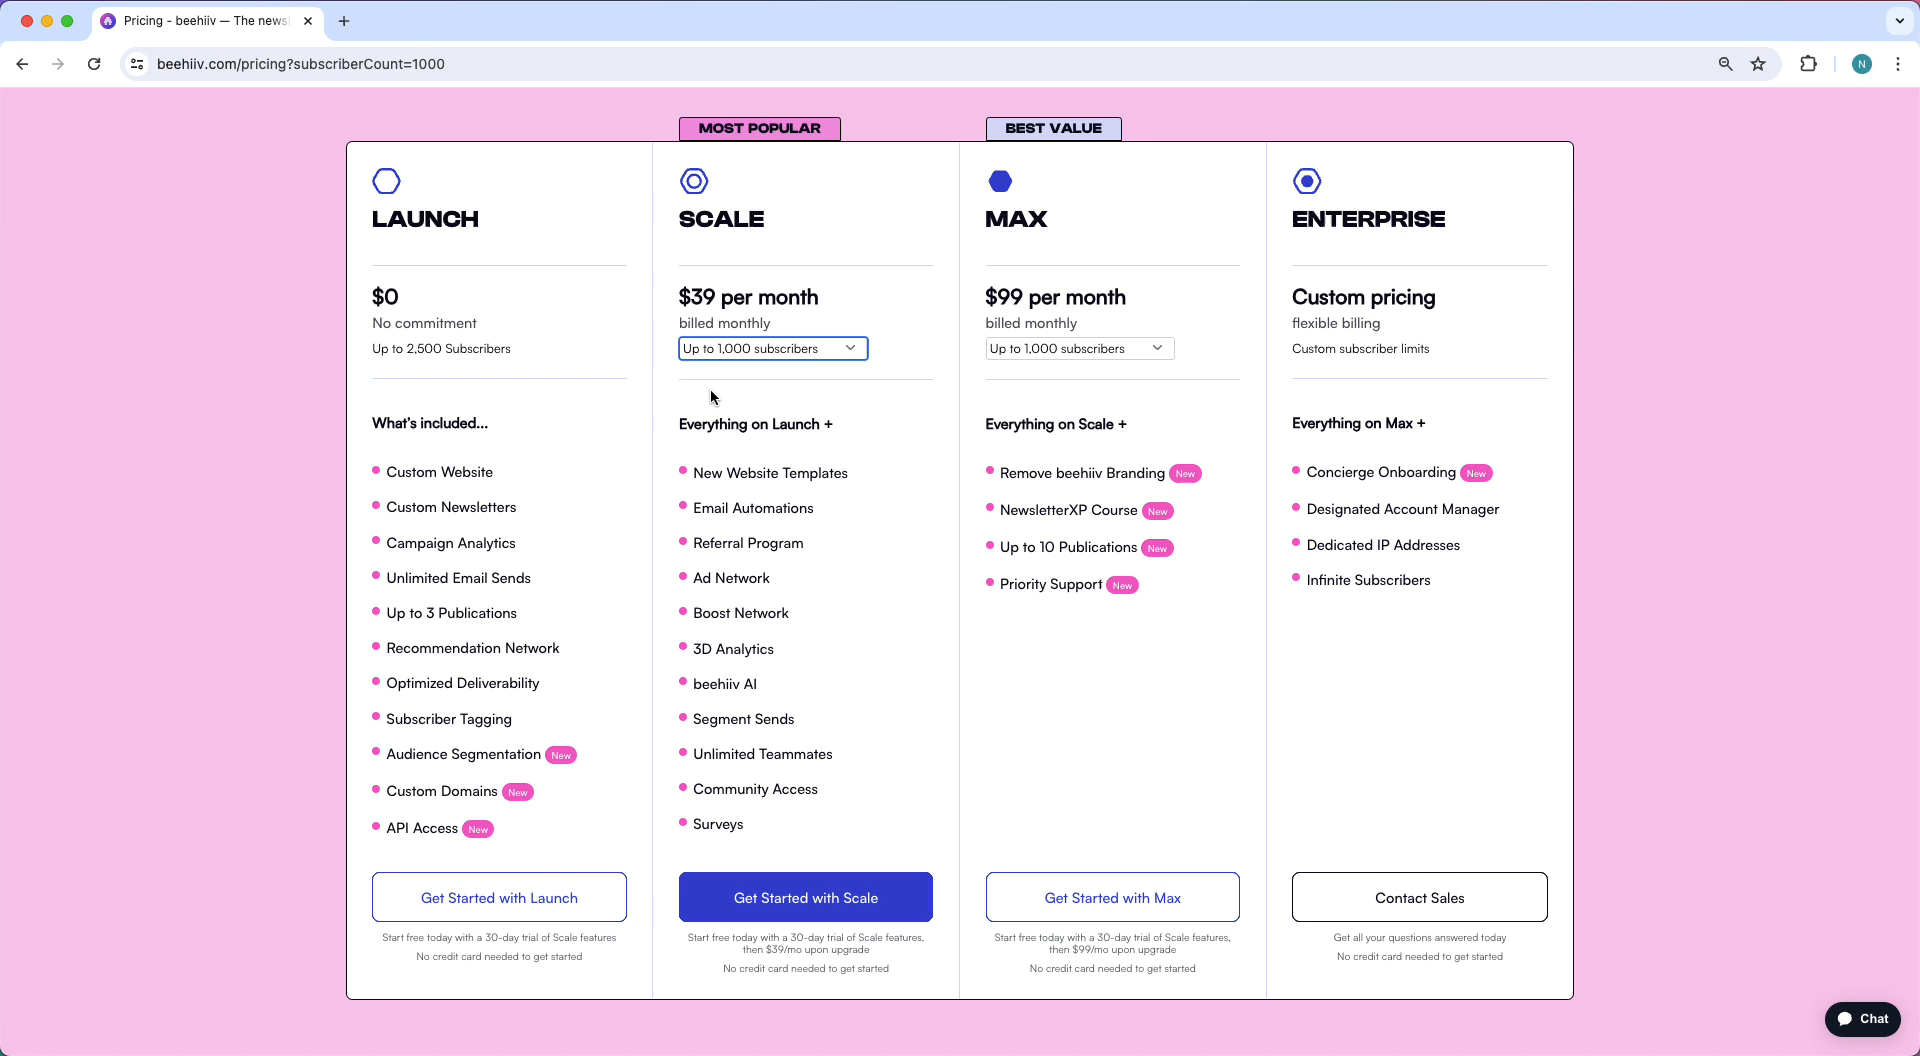 Pricing - beehiiv — The news
beehiiv.com/pricing?subscriberCount=1000
N
MOST POPULAR
BEST VALUE
LAUNCH
$0
No commitment
Up to 2,500 Subscribers
What's included...
Custom Website
Custom Newsletters
Campaign Analytics
Unlimited Email Sends
Up to 3 Publications
Recommendation Network
Optimized Deliverability
Subscriber Tagging
Audience Segmentation New
Custom Domains New
API Access New
Get Started with Launch
Start free today with a 30-day trial of Scale features
No credit card needed to get started
SCALE
$39 per month
billed monthly
Up to 1,000 subscribers
Everything on Launch +
New Website Templates
Email Automations
Referral Program
Ad Network
Boost Network
3D Analytics
beehiiv AI
Segment Sends
Unlimited Teammates
Community Access
Surveys
Get Started with Scale
Start free today with a 30-day trial of Scale features,
then $39/mo upon upgrade
No credit card needed to get started
MAX
$99 per month
billed monthly
Up to 1,000 subscribers
Everything on Scale +
Remove beehiiv Branding New
NewsletterXP Course New
Up to 10 Publications New
Priority Support New
Get Started with Max
Start free today with a 30-day trial of Scale features,
then $99/mo upon upgrade
No credit card needed to get started
ENTERPRISE
Custom pricing
flexible billing
Custom subscriber limits
Everything on Max +
Concierge Onboarding New
Designated Account Manager
Dedicated IP Addresses
Infinite Subscribers
Contact Sales
Get all your questions answered today
No credit card needed to get started
Chat